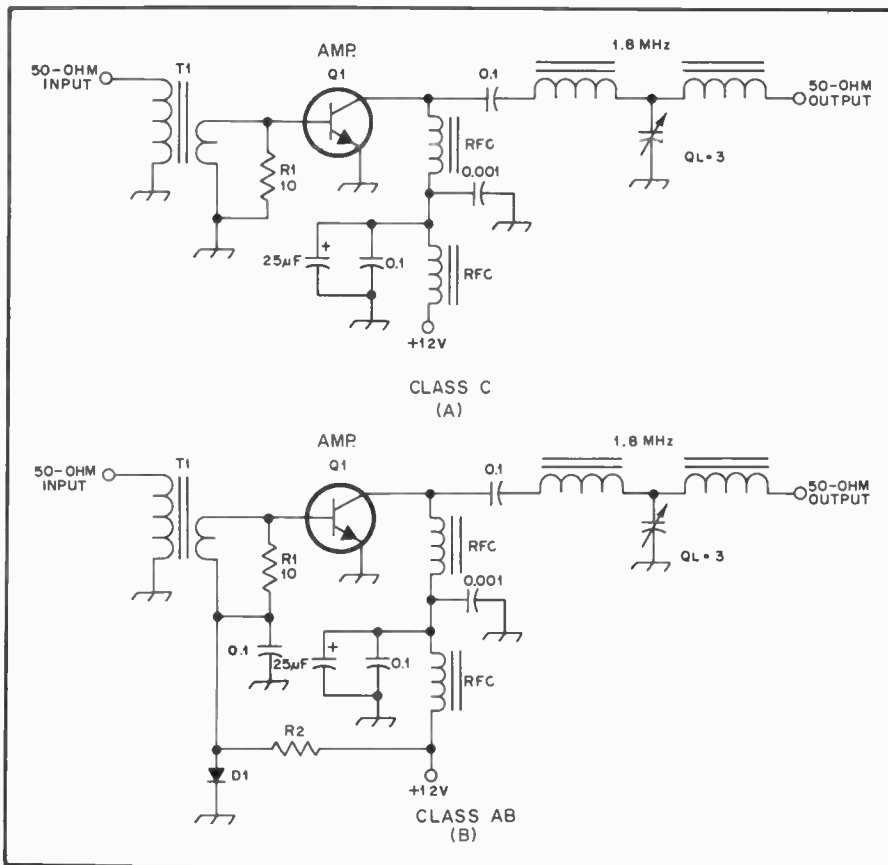 AMP.
Q1
1.8 MHz
50-OHM
INPUT
T1
0.1
50-OHM
OUTPUT
R1
10
RFC
QL=3
0.001
25µF
+
0.1
RFC
+12V
CLASS C
(A)
AMP.
Q1
1.8 MHz
50-OHM
INPUT
T1
0.1
50-OHM
OUTPUT
R1
10
RFC
QL=3
0.001
0.1
25µF
+
0.1
RFC
R2
D1
+12V
CLASS AB
(B)